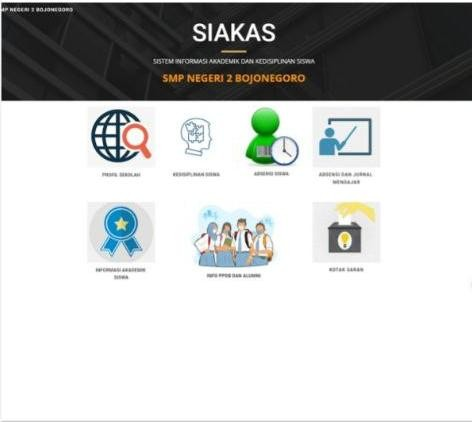 SMP NEGERI 2 BOJONEGORO
SIAKAS
SISTEM INFORMASI AKADEMIK DAN KEDISIPLINAN SISWA
SMP NEGERI 2 BOJONEGORO
PROFIL SEKOLAH
KEDISIPLINAN SISWA
ABSENSI SISWA
ABSENSI DAN JURNAL
MENGAJAR
INFORMASI AKADEMIK
SISWA
INFO PPDB DAN ALUMNI
KOTAK SARAN